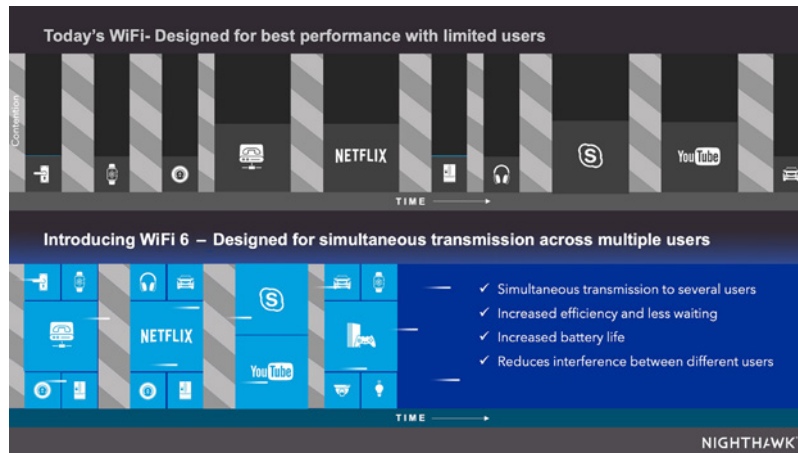 Today's WiFi- Designed for best performance with limited users
Contention
NETFLIX
S
YouTube
TIME
Introducing WiFi 6 – Designed for simultaneous transmission across multiple users
S
NETFLIX
YouTube
✓ Simultaneous transmission to several users
✓ Increased efficiency and less waiting
✓ Increased battery life
✓ Reduces interference between different users
TIME
NIGHTHAWK